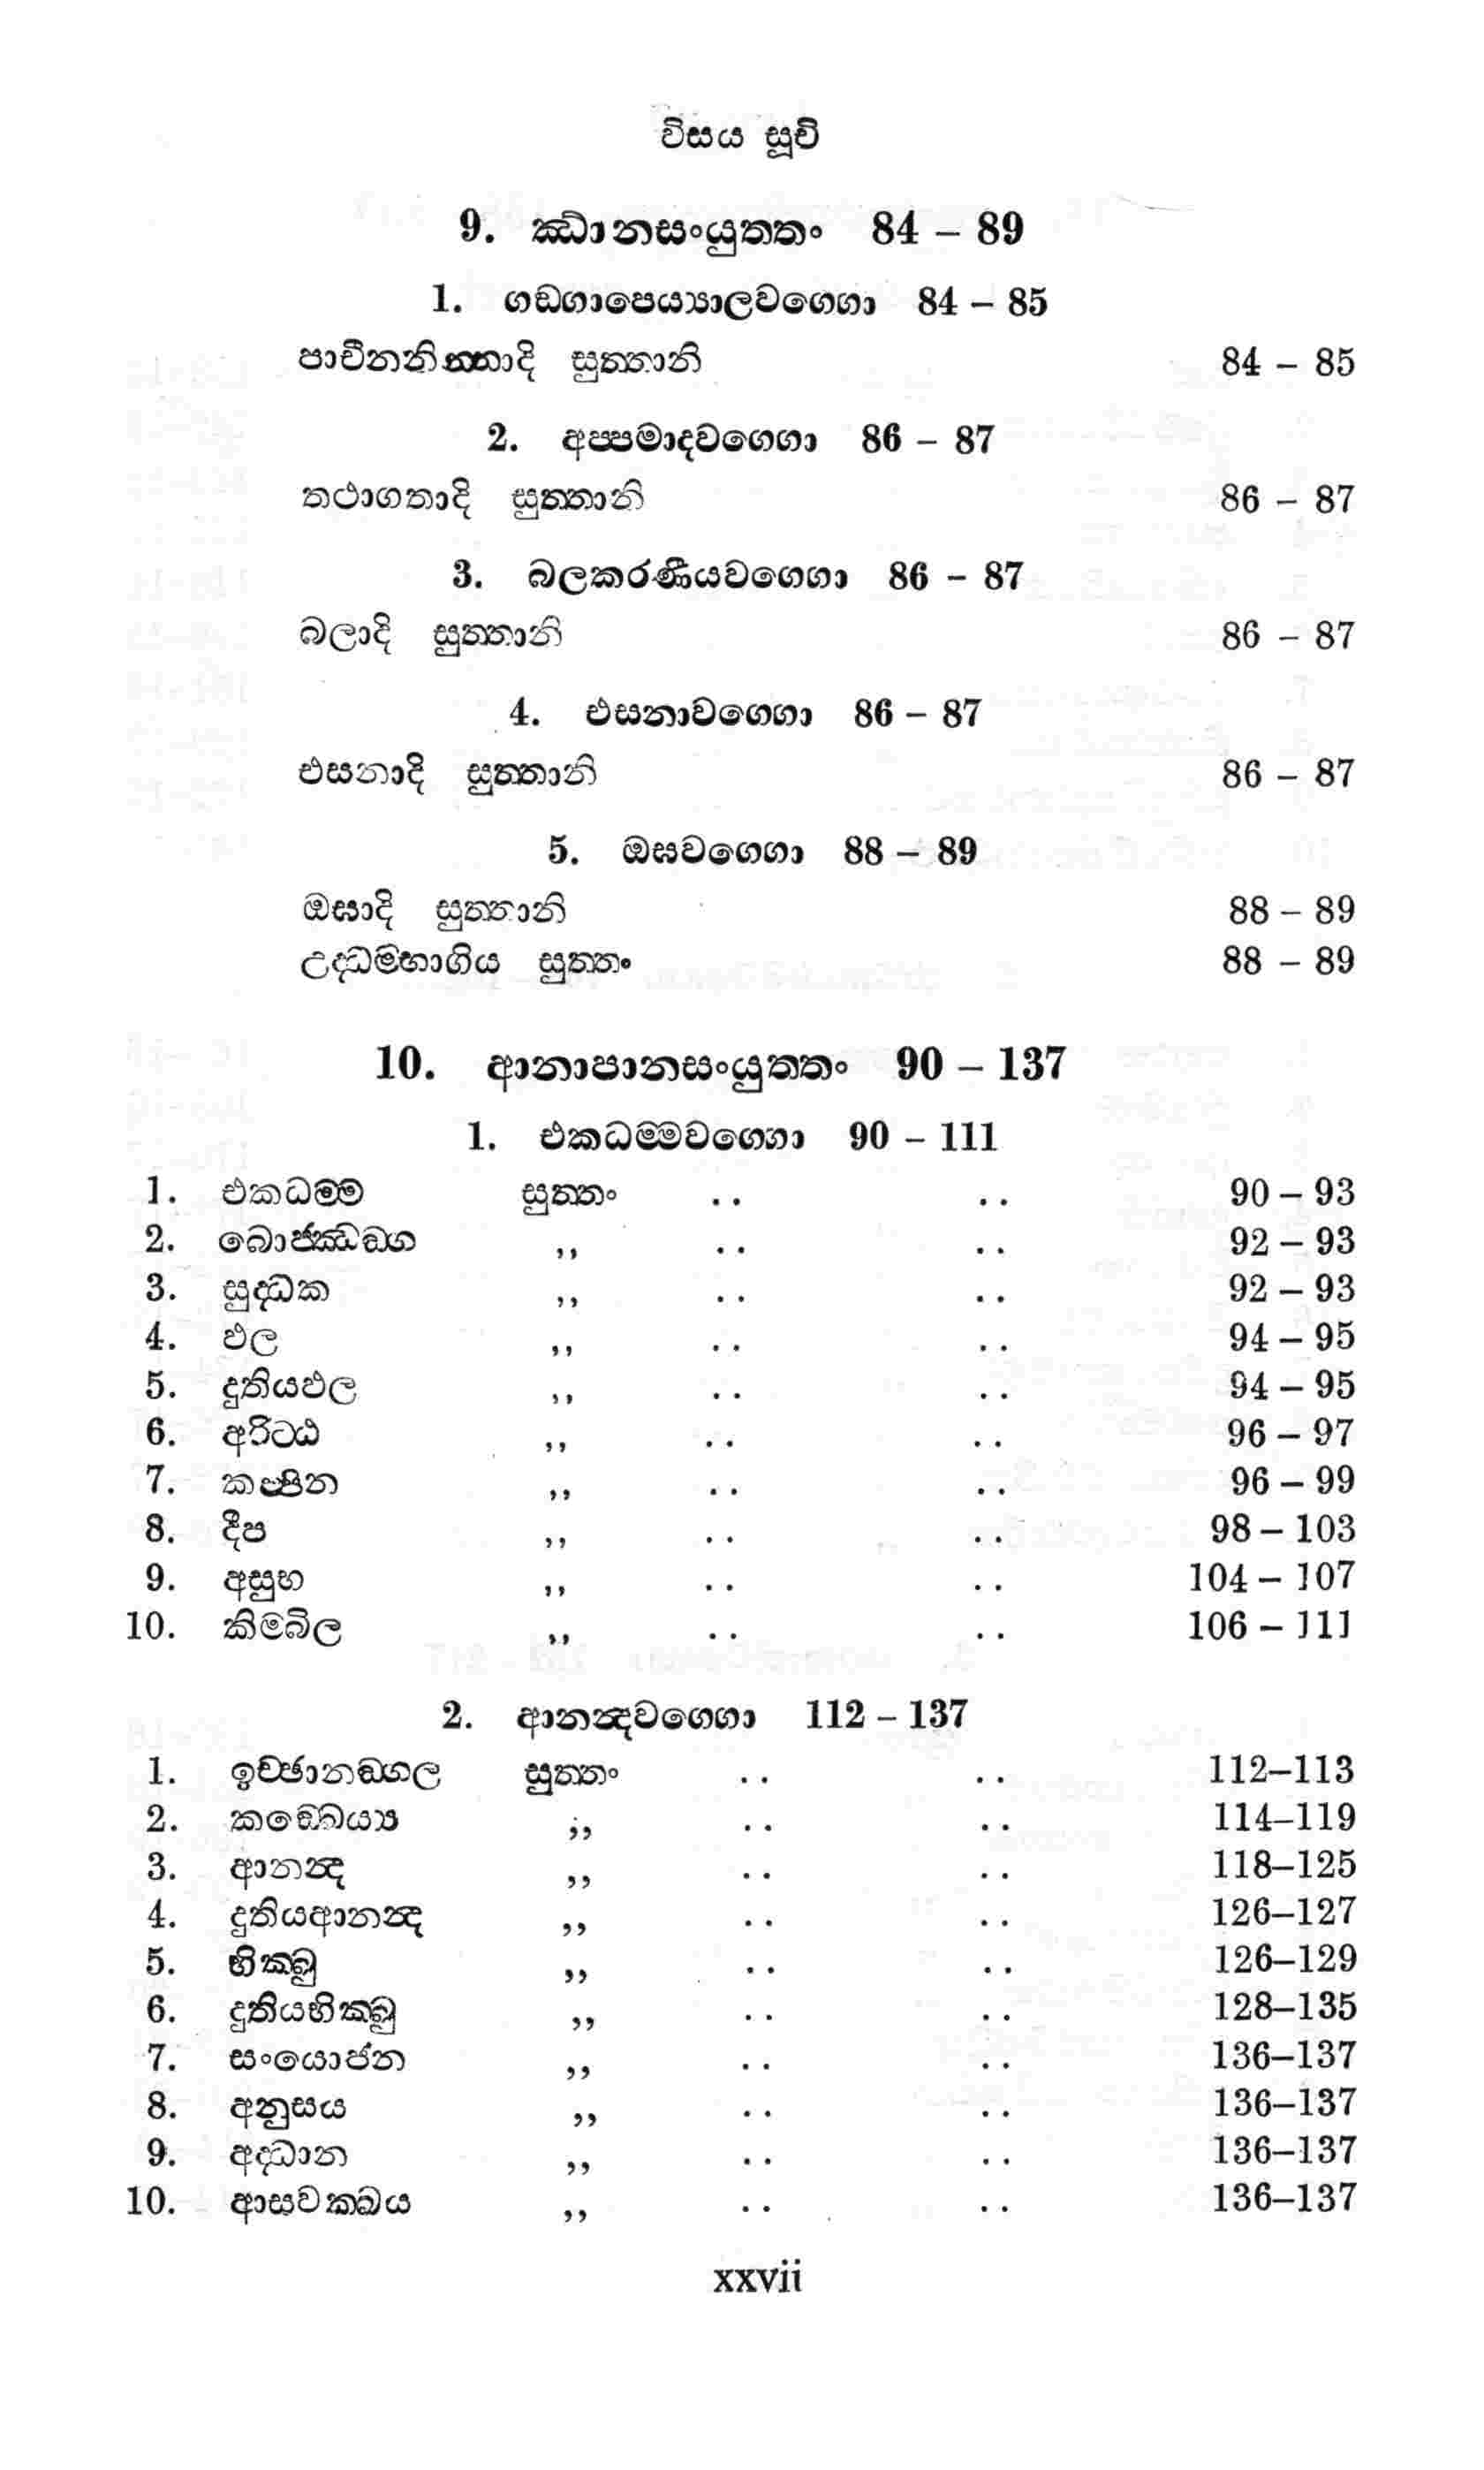 විසය සූචි
9. ඣානසංයුත්තං 84 – 89
1. ගඞ්ගාපෙය්‍යාලවග්ගො 84 – 85
පාචීනනින්නාදි සුත්තානි 84 – 85
2. අප්පමාදවග්ගො 86 – 87
තථාගතාදි සුත්තානි 86 – 87
3. බලකරණීයවග්ගො 86 – 87
බලාදි සුත්තානි 86 – 87
4. එසනාවග්ගො 86 – 87
එසනාදි සුත්තානි 86 – 87
5. ඔඝවග්ගො 88 – 89
ඔඝාදි සුත්තානි 88 – 89
උද්ධම්භාගිය සුත්තං 88 – 89
10. ආනාපානසංයුත්තං 90 – 137
1. එකධම්මවග්ගො 90 – 111
1. එකධම්ම සුත්තං .. .. 90 – 93
2. බොජ්ඣඞ්ග ,, .. .. 92 – 93
3. සුද්ධික ,, .. .. 92 – 93
4. ඵල ,, .. .. 94 – 95
5. දුතියඵල ,, .. .. 94 – 95
6. අරිට්ඨ ,, .. .. 96 – 97
7. කප්පින ,, .. .. 96 – 99
8. දීප ,, .. .. 98 – 103
9. අසුභ ,, .. .. 104 – 107
10. කිම්බිල ,, .. .. 106 – 111
2. ආනන්දවග්ගො 112 – 137
1. ඉච්ඡානඞ්ගල සුත්තං .. .. 112–113
2. කඞ්ඛෙය්‍ය ,, .. .. 114–119
3. ආනන්ද ,, .. .. 118–125
4. දුතියආනන්ද ,, .. .. 126–127
5. භික්ඛු ,, .. .. 126–129
6. දුතියභික්ඛු ,, .. .. 128–135
7. සංයොජන ,, .. .. 136–137
8. අනුසය ,, .. .. 136–137
9. අද්ධාන ,, .. .. 136–137
10. ආසවක්ඛය ,, .. .. 136–137
xxvii